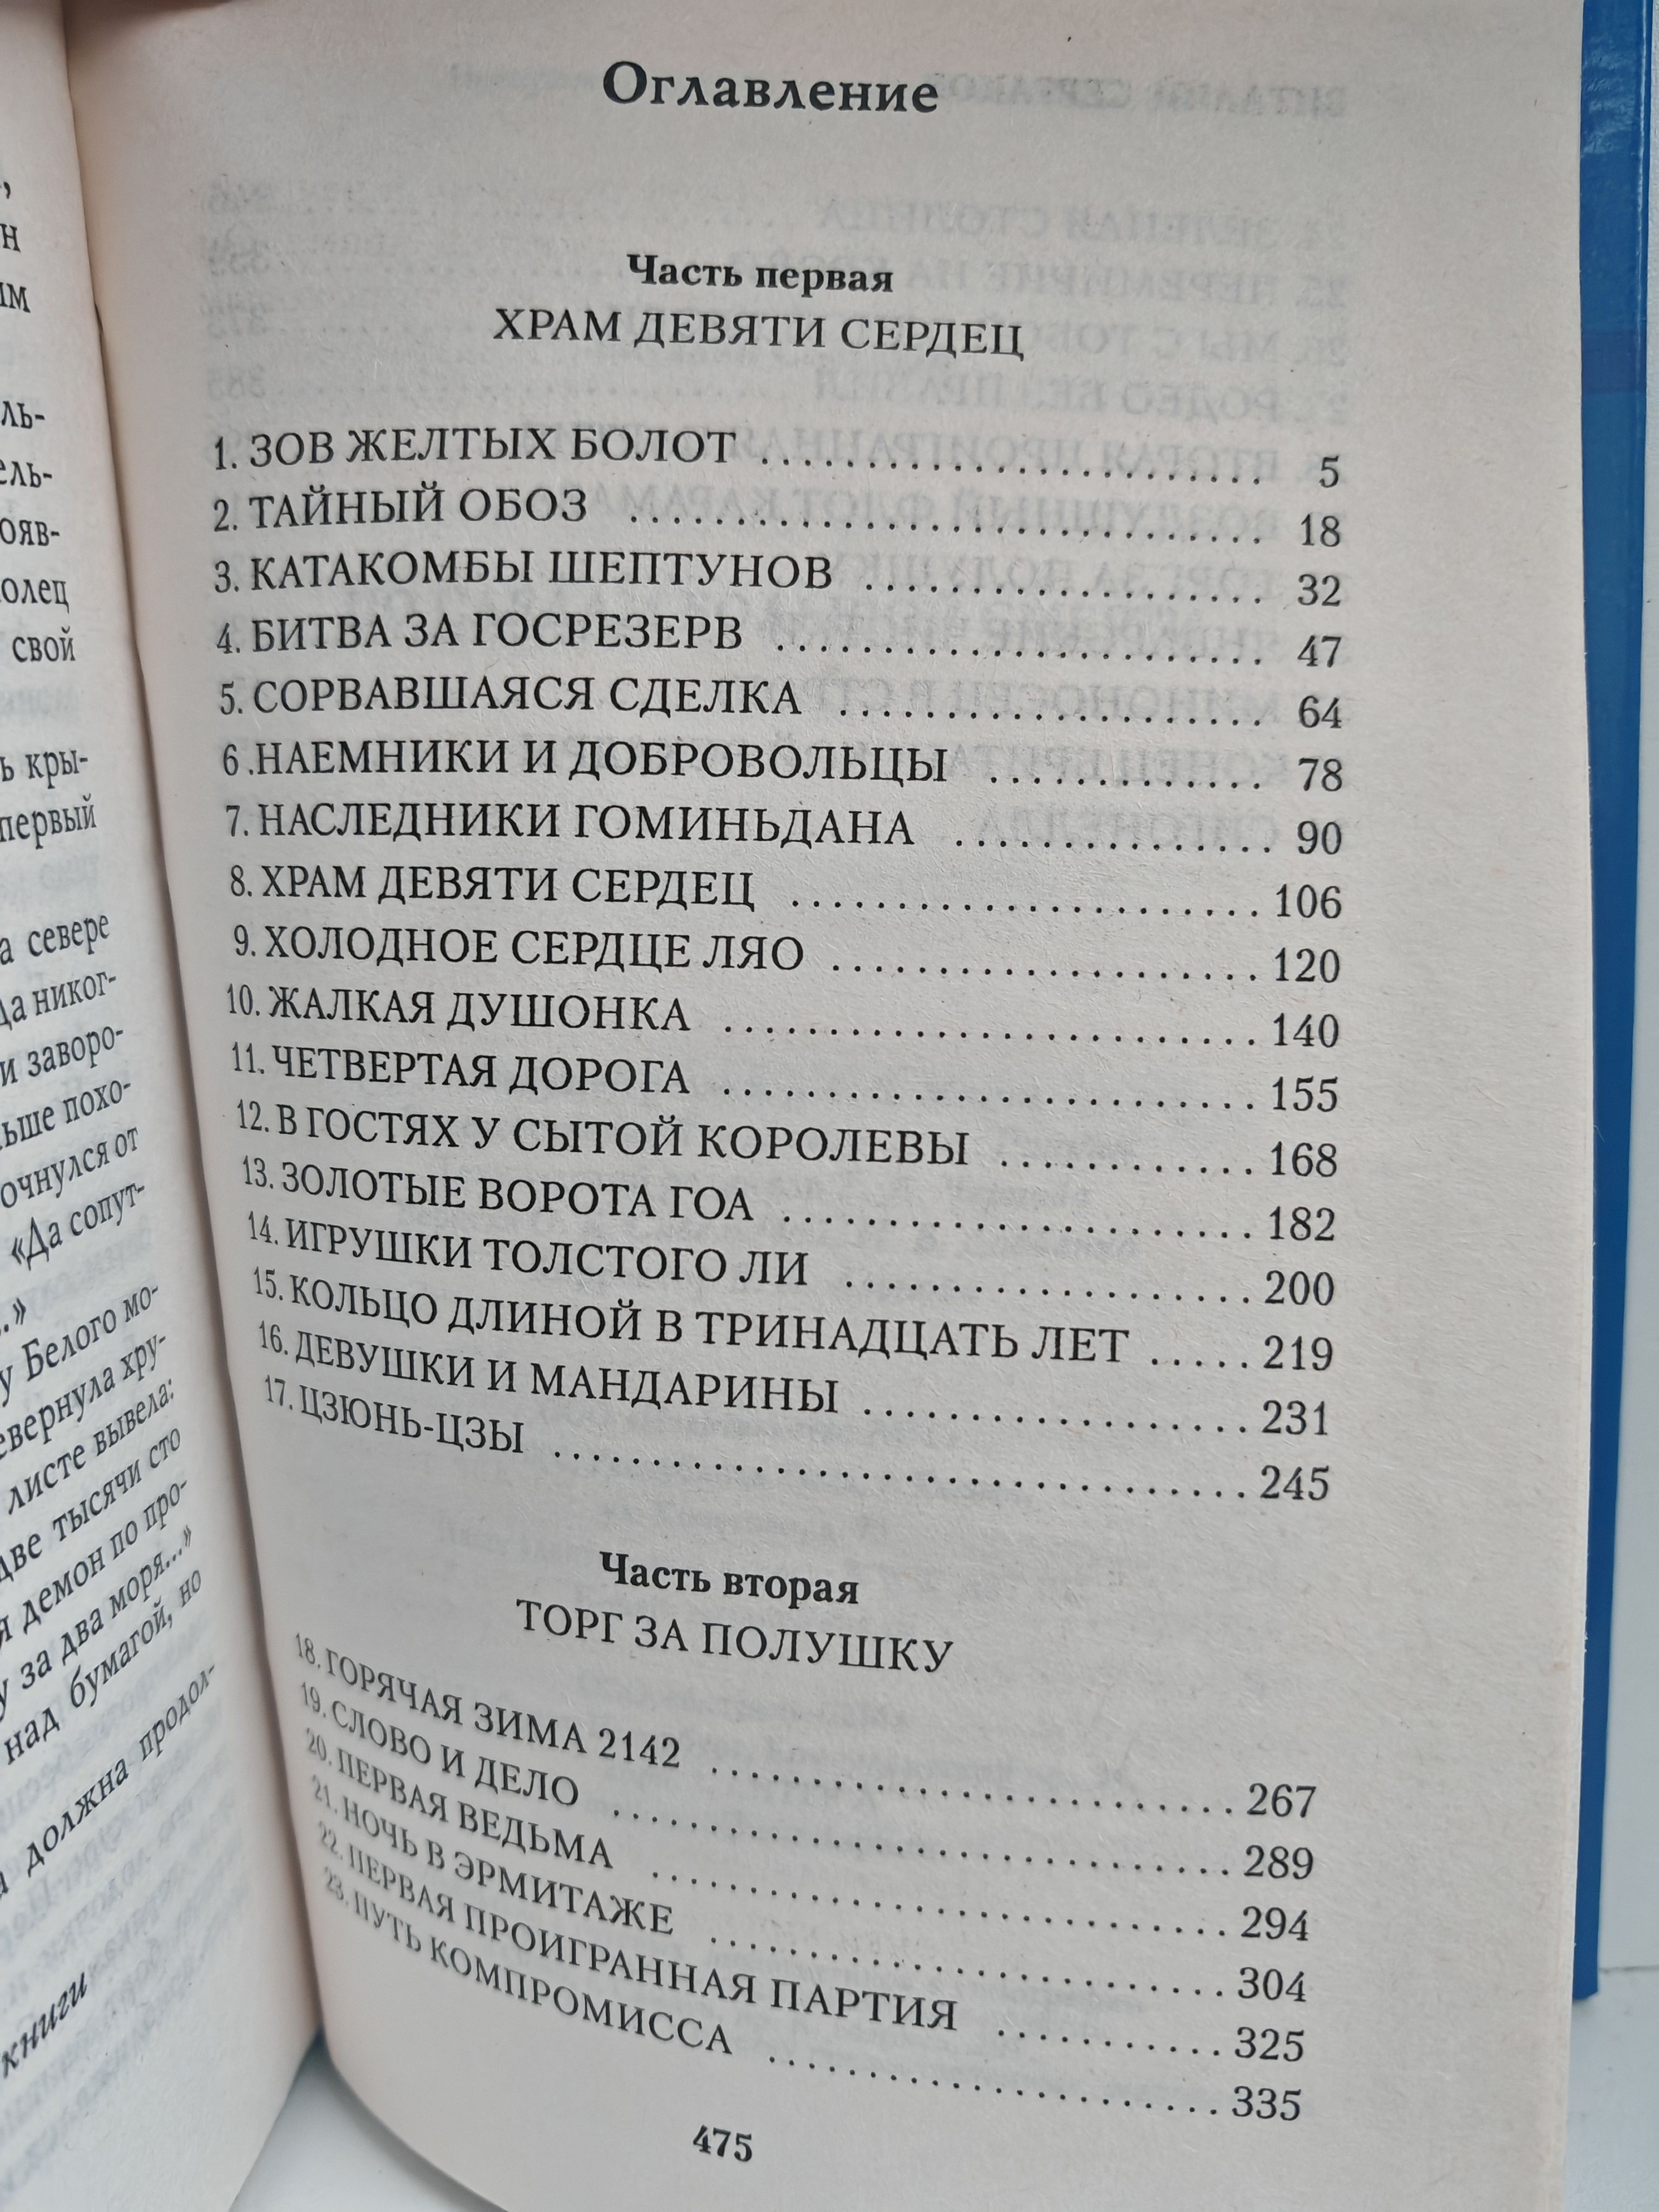 Оглавление
Часть первая
ХРАМ ДЕВЯТИ СЕРДЕЦ
1. ЗОВ ЖЕЛТЫХ БОЛОТ .......................... 5
2. ТАЙНЫЙ ОБОЗ .......................... 18
3. КАТАКОМБЫ ШЕПТУНОВ .................... 32
4. БИТВА ЗА ГОСРЕЗЕРВ ........................ 47
5. СОРВАВШАЯСЯ СДЕЛКА ..................... 64
6 .НАЕМНИКИ И ДОБРОВОЛЬЦЫ .............. 78
7. НАСЛЕДНИКИ ГОМИНЬДАНА ................ 90
8. ХРАМ ДЕВЯТИ СЕРДЕЦ ....................... 106
9. ХОЛОДНОЕ СЕРДЦЕ ЛЯО ..................... 120
10. ЖАЛКАЯ ДУШОНКА .......................... 140
11. ЧЕТВЕРТАЯ ДОРОГА .......................... 155
12. В ГОСТЯХ У СЫТОЙ КОРОЛЕВЫ ............ 168
13. ЗОЛОТЫЕ ВОРОТА ГОА ....................... 182
14. ИГРУШКИ ТОЛСТОГО ЛИ .................... 200
15. КОЛЬЦО ДЛИНОЙ В ТРИНАДЦАТЬ ЛЕТ ..... 219
16. ДЕВУШКИ И МАНДАРИНЫ ................... 231
17. ЦЗЮНЬ-ЦЗЫ .................................. 245
Часть вторая
ТОРГ ЗА ПОЛУШКУ
18. ГОРЯЧАЯ ЗИМА 2142 .......................... 267
19. СЛОВО И ДЕЛО ............................... 289
20. ПЕРВАЯ ВЕДЬМА ............................. 294
21. НОЧЬ В ЭРМИТАЖЕ .......................... 304
22. ПЕРВАЯ ПРОИГРАННАЯ ПАРТИЯ ........... 325
23. ПУТЬ КОМПРОМИССА ....................... 335
475